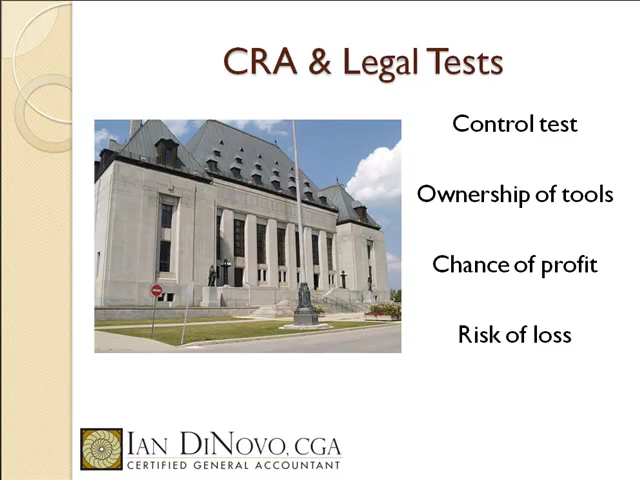 CRA & Legal Tests
Control test
Ownership of tools
Chance of profit
Risk of loss
IAN DINOVO, CGA
CERTIFIED GENERAL ACCOUNTANT